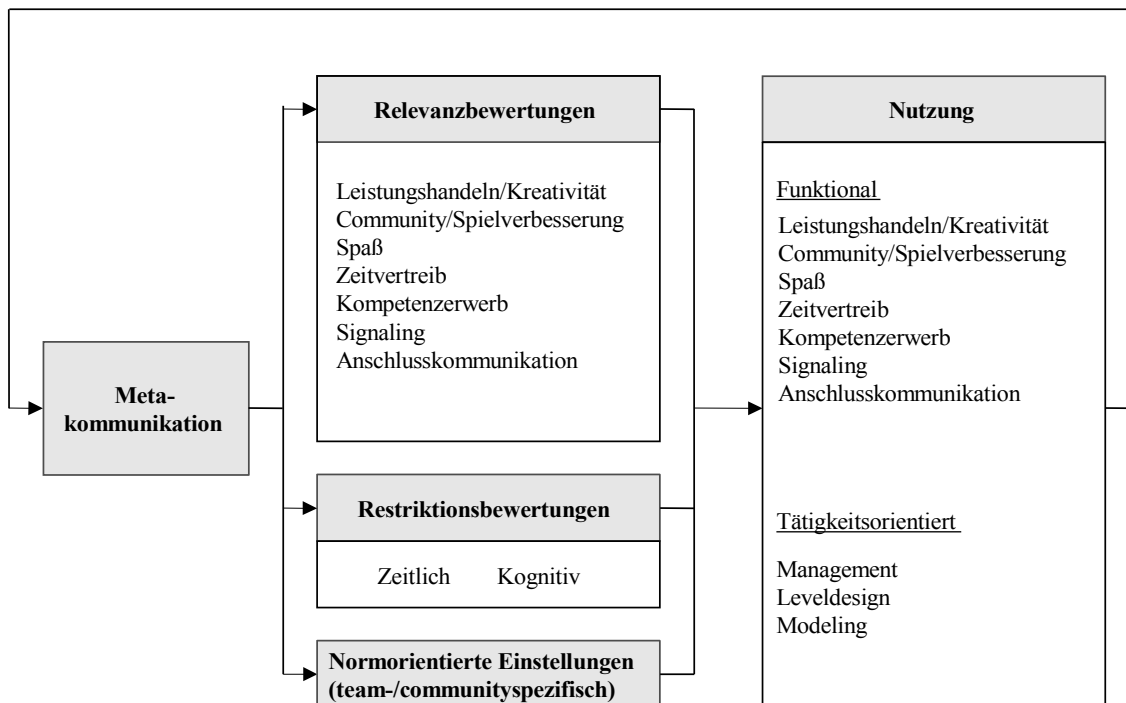 Meta-
kommunikation
Relevanzbewertungen
Leistungshandeln/Kreativität
Community/Spielverbesserung
Spaß
Zeitvertreib
Kompetenzerwerb
Signaling
Anschlusskommunikation
Restriktionsbewertungen
Zeitlich Kognitiv
Normorientierte Einstellungen
(team-/communityspezifisch)
Nutzung
Funktional
Leistungshandeln/Kreativität
Community/Spielverbesserung
Spaß
Zeitvertreib
Kompetenzerwerb
Signaling
Anschlusskommunikation
Tätigkeitsorientiert
Management
Leveldesign
Modeling